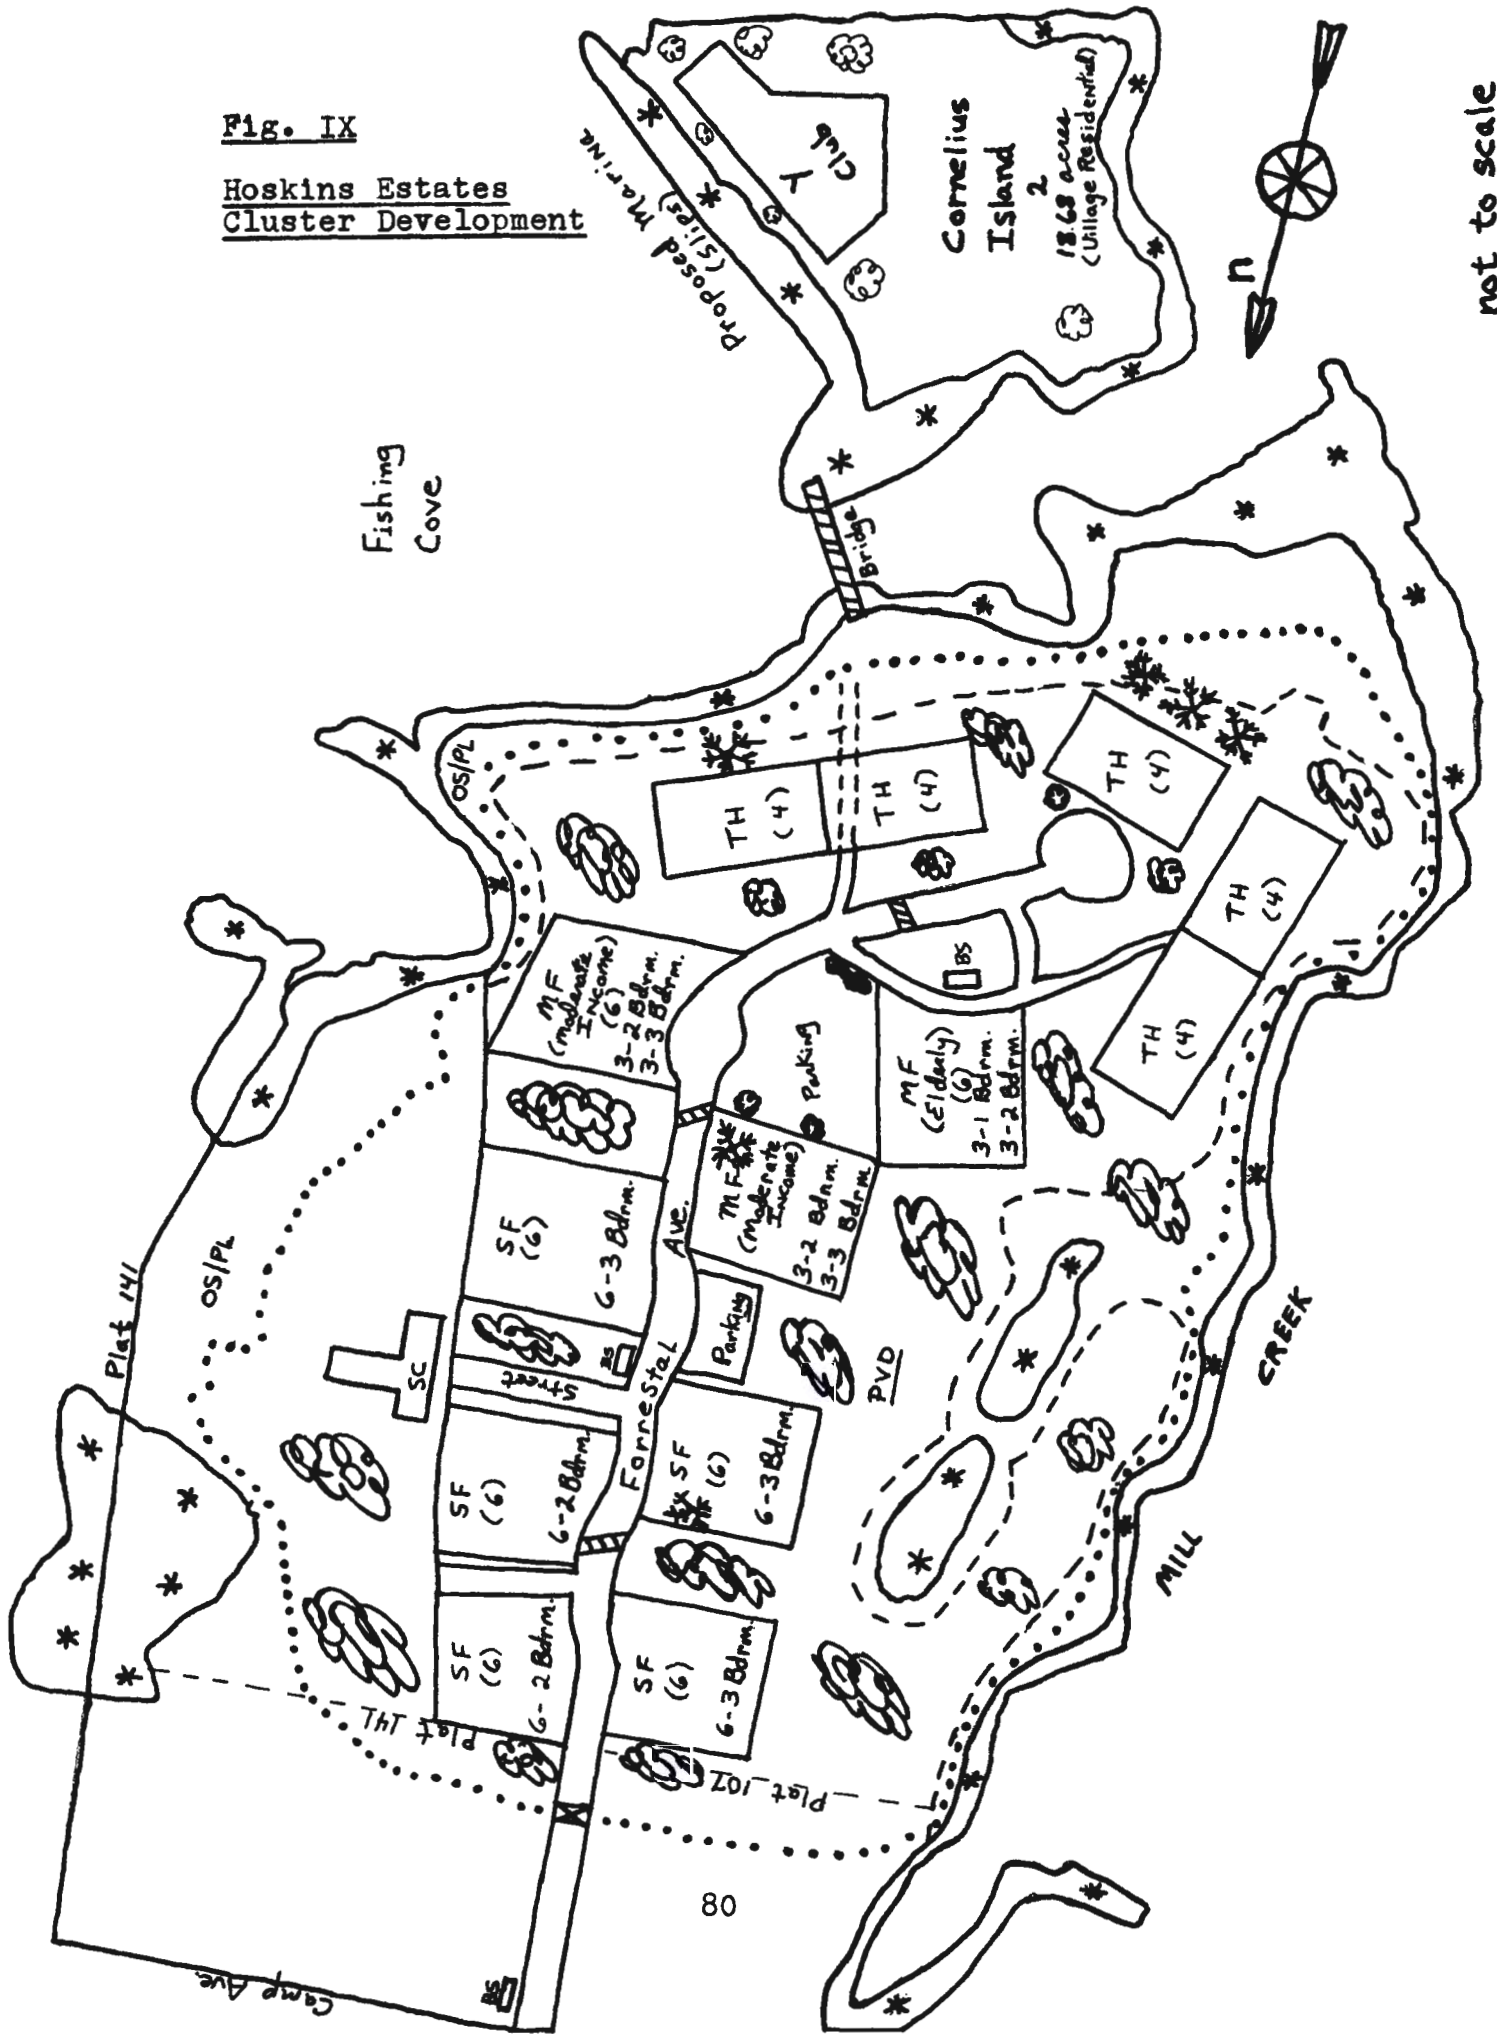 Fig. IX
Hoskins Estates
Cluster Development
Proposed Marina
(Slips)
Y
Club
Cornelius
Island
2
18.68 acres
(Village Residential)
n
not to scale
Fishing
Cove
Bridge
OS/PL
TH
(4)
TH
(4)
TH
(4)
TH
(4)
TH
(4)
BS
MF
(Moderate
Income)
(6)
3-2 Bdrm.
3-3 Bdrm.
Parking
MF
(Elderly)
(6)
3-1 Bdrm.
3-2 Bdrm.
MF
(Moderate
Income)
3-2 Bdrm.
3-3 Bdrm
SF
(6)
6-3 Bdrm.
Ave.
Forrestal
Parking
BS
Street
SC
OS/PL
Plat 141
PVD
SF
(6)
6-2 Bdrm.
SF
(6)
6-3 Bdrm.
SF
(6)
6-2 Bdrm.
SF
(6)
6-3 Bdrm.
MILL
CREEK
Plat 141
Plat 107
80
Camp Ave.
BS